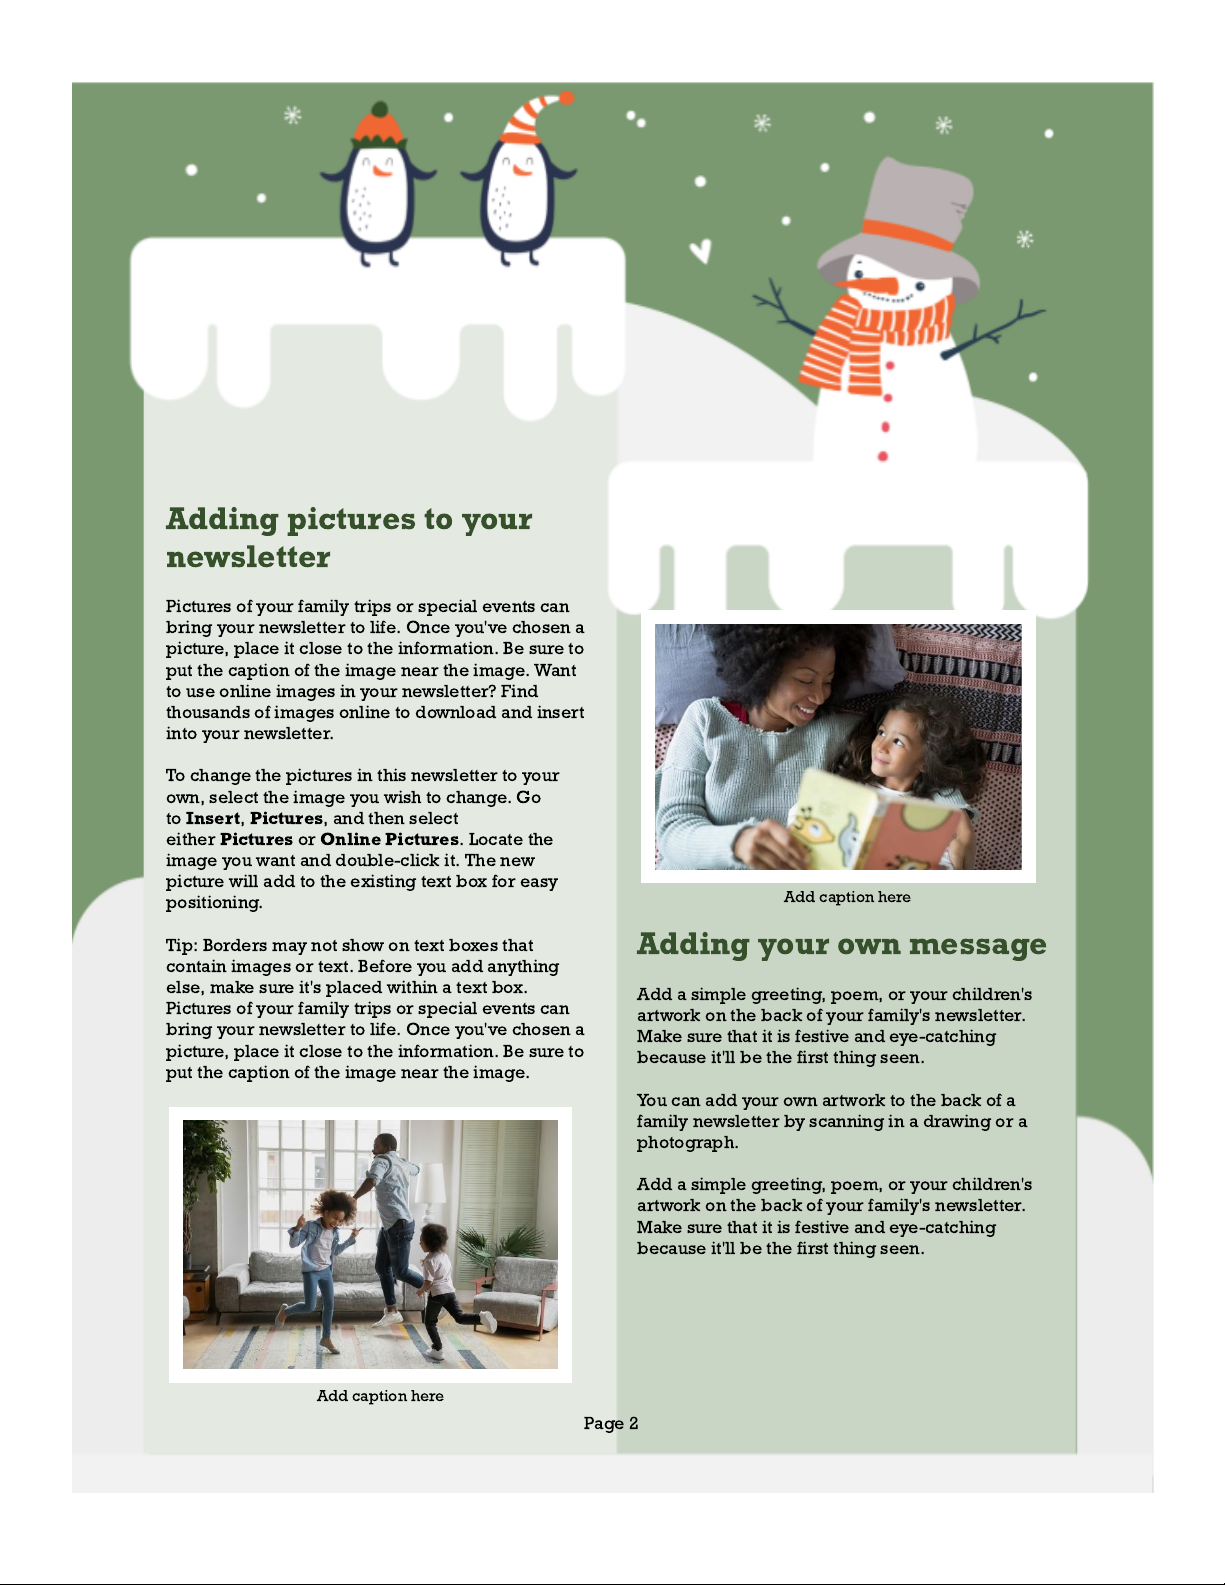 Adding pictures to your
newsletter
Pictures of your family trips or special events can
bring your newsletter to life. Once you've chosen a
picture, place it close to the information. Be sure to
put the caption of the image near the image. Want
to use online images in your newsletter? Find
thousands of images online to download and insert
into your newsletter.
To change the pictures in this newsletter to your
own, select the image you wish to change. Go
to Insert, Pictures, and then select
either Pictures or Online Pictures. Locate the
image you want and double-click it. The new
picture will add to the existing text box for easy
positioning.
Tip: Borders may not show on text boxes that
contain images or text. Before you add anything
else, make sure it's placed within a text box.
Pictures of your family trips or special events can
bring your newsletter to life. Once you've chosen a
picture, place it close to the information. Be sure to
put the caption of the image near the image.
Add caption here
Add caption here
Adding your own message
Add a simple greeting, poem, or your children's
artwork on the back of your family's newsletter.
Make sure that it is festive and eye-catching
because it'll be the first thing seen.
You can add your own artwork to the back of a
family newsletter by scanning in a drawing or a
photograph.
Add a simple greeting, poem, or your children's
artwork on the back of your family's newsletter.
Make sure that it is festive and eye-catching
because it'll be the first thing seen.
Page 2